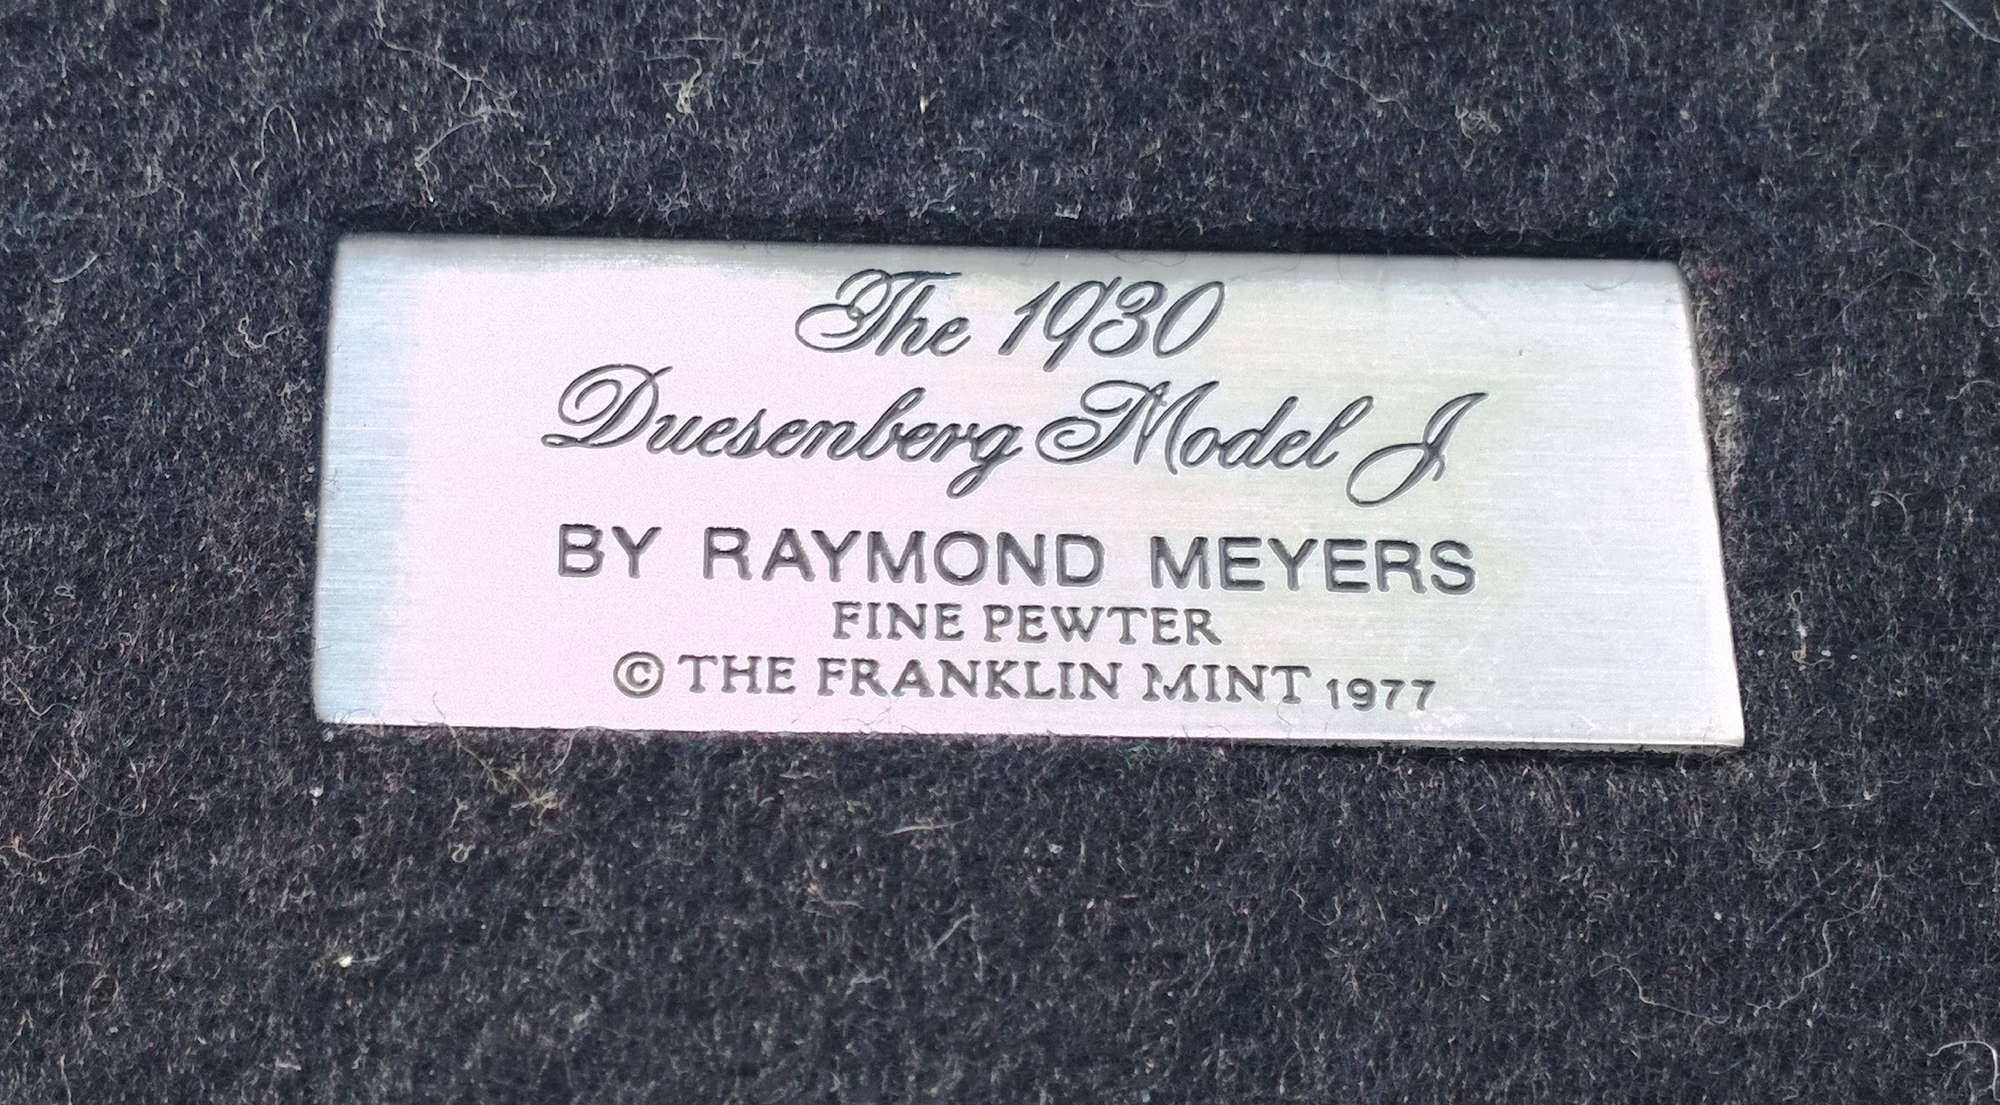 The 1930
Duesenberg Model J
BY RAYMOND MEYERS
FINE PEWTER
© THE FRANKLIN MINT 1977